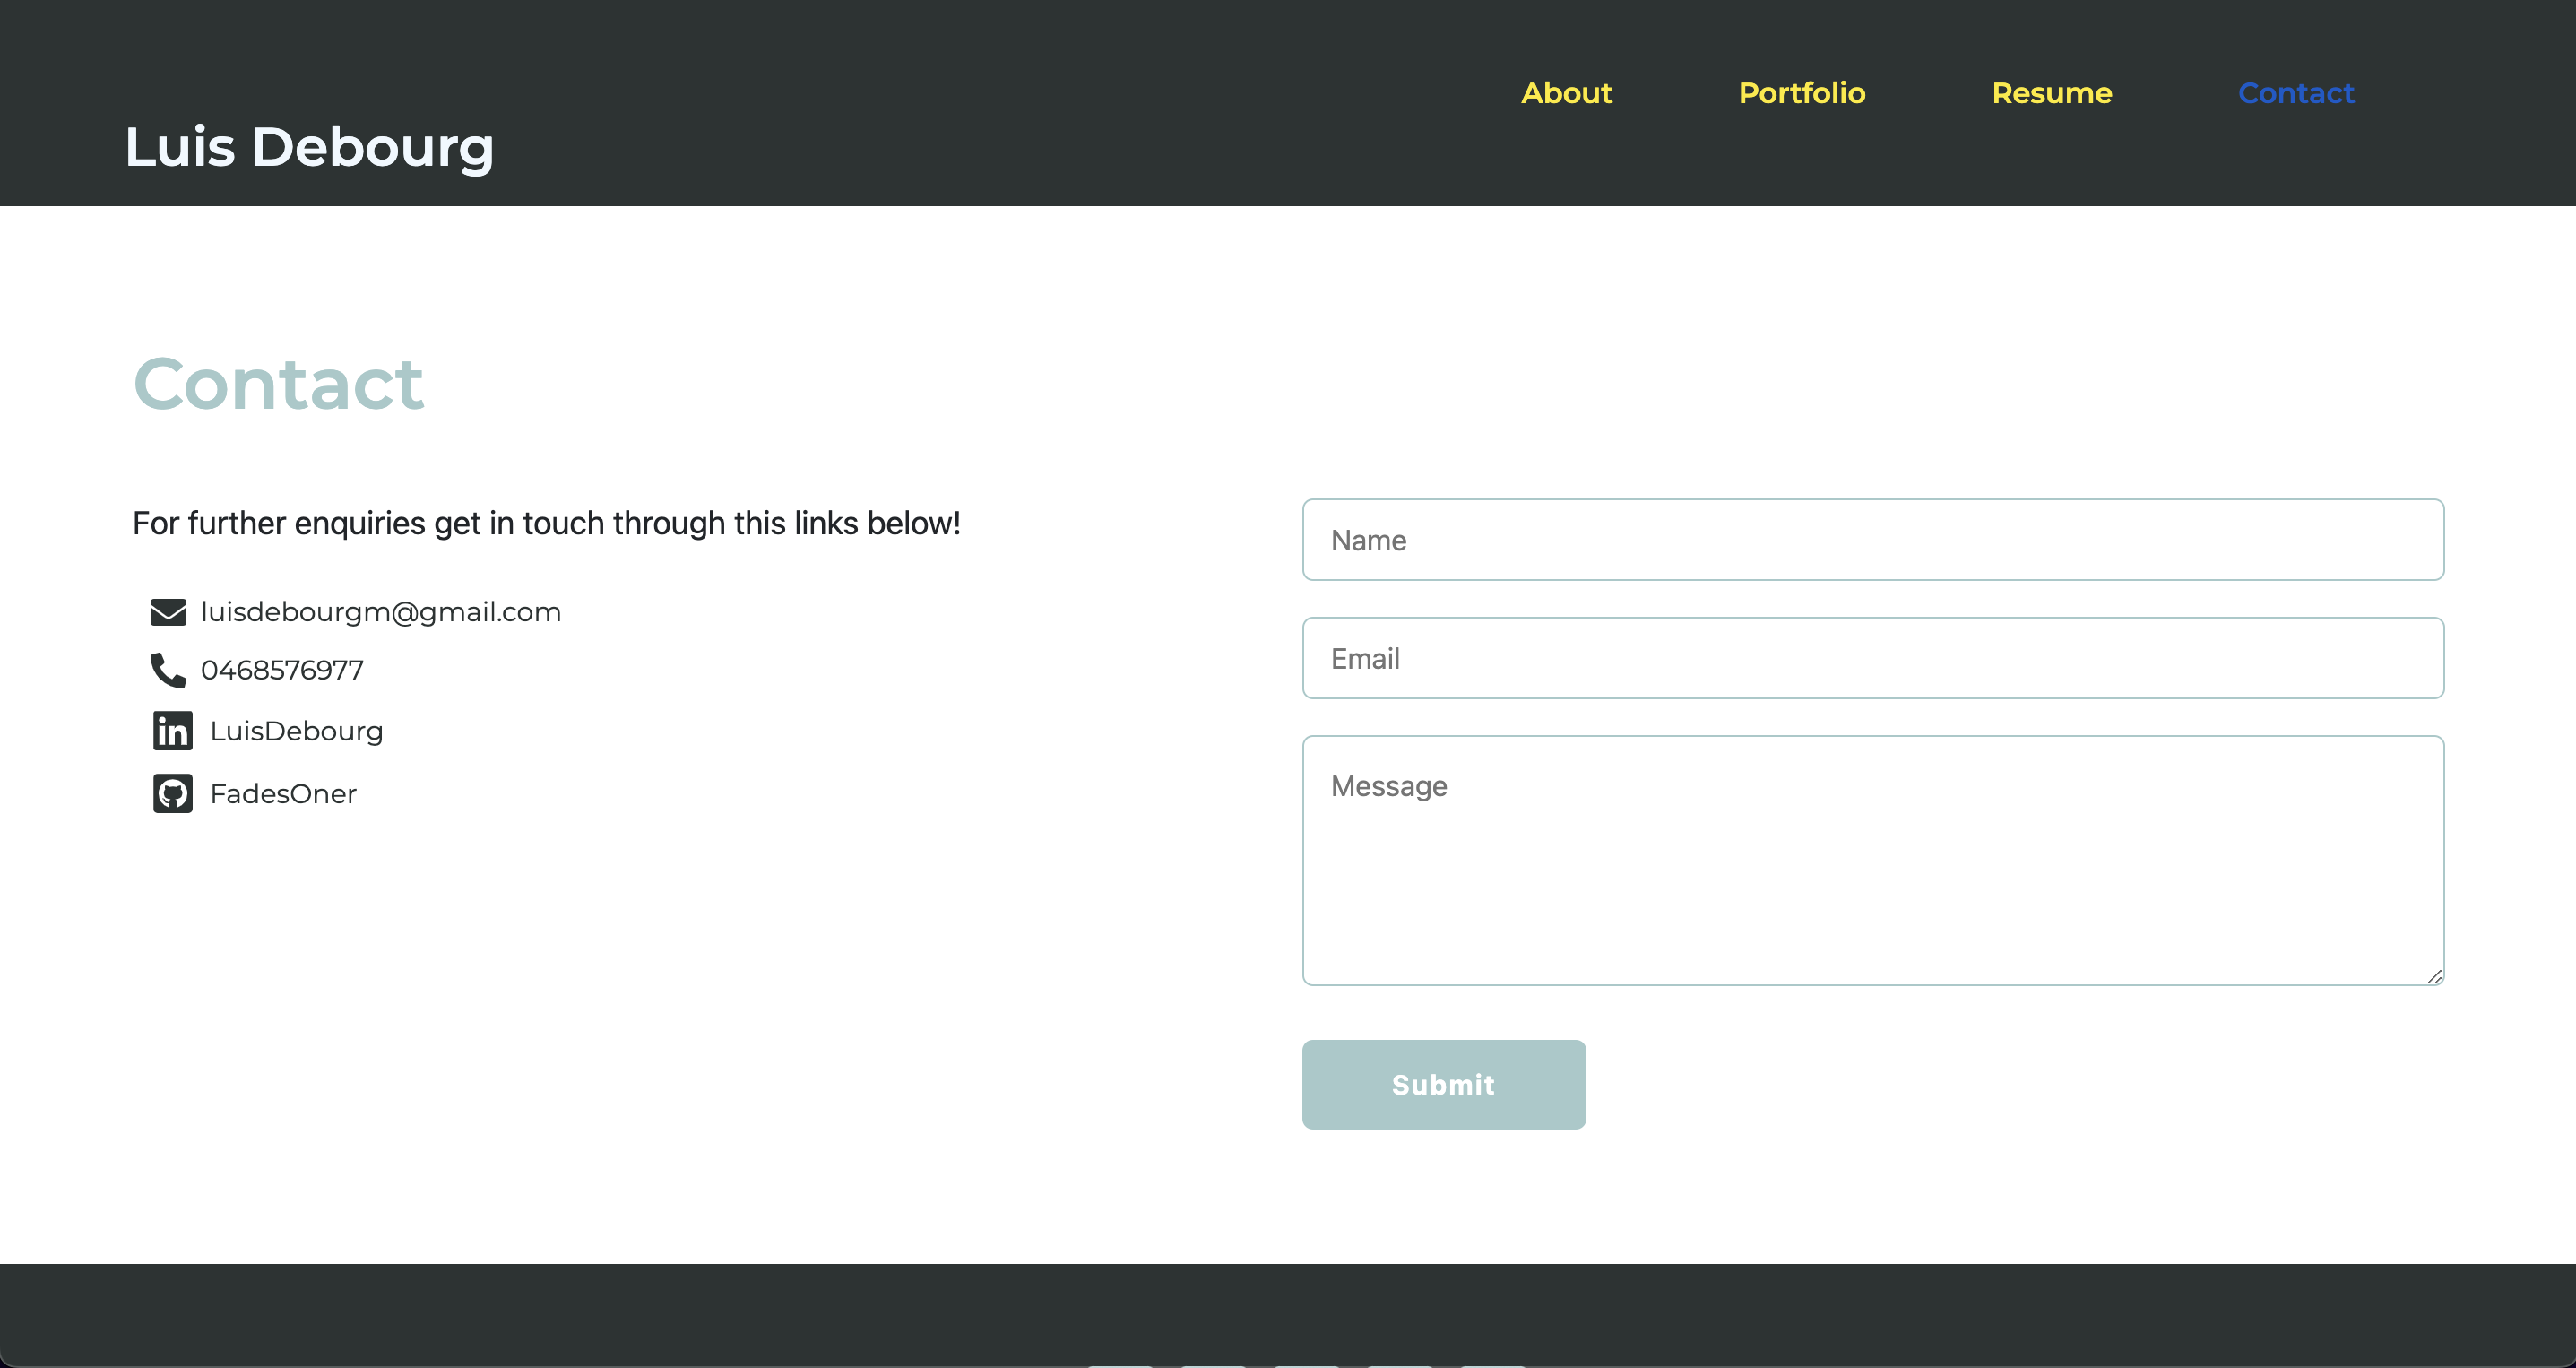 About Portfolio Resume Contact
Luis Debourg
Contact
For further enquiries get in touch through this links below!
luisdebourgm@gmail.com
0468576977
in LuisDebourg
FadesOner
Name
Email
Message
Submit